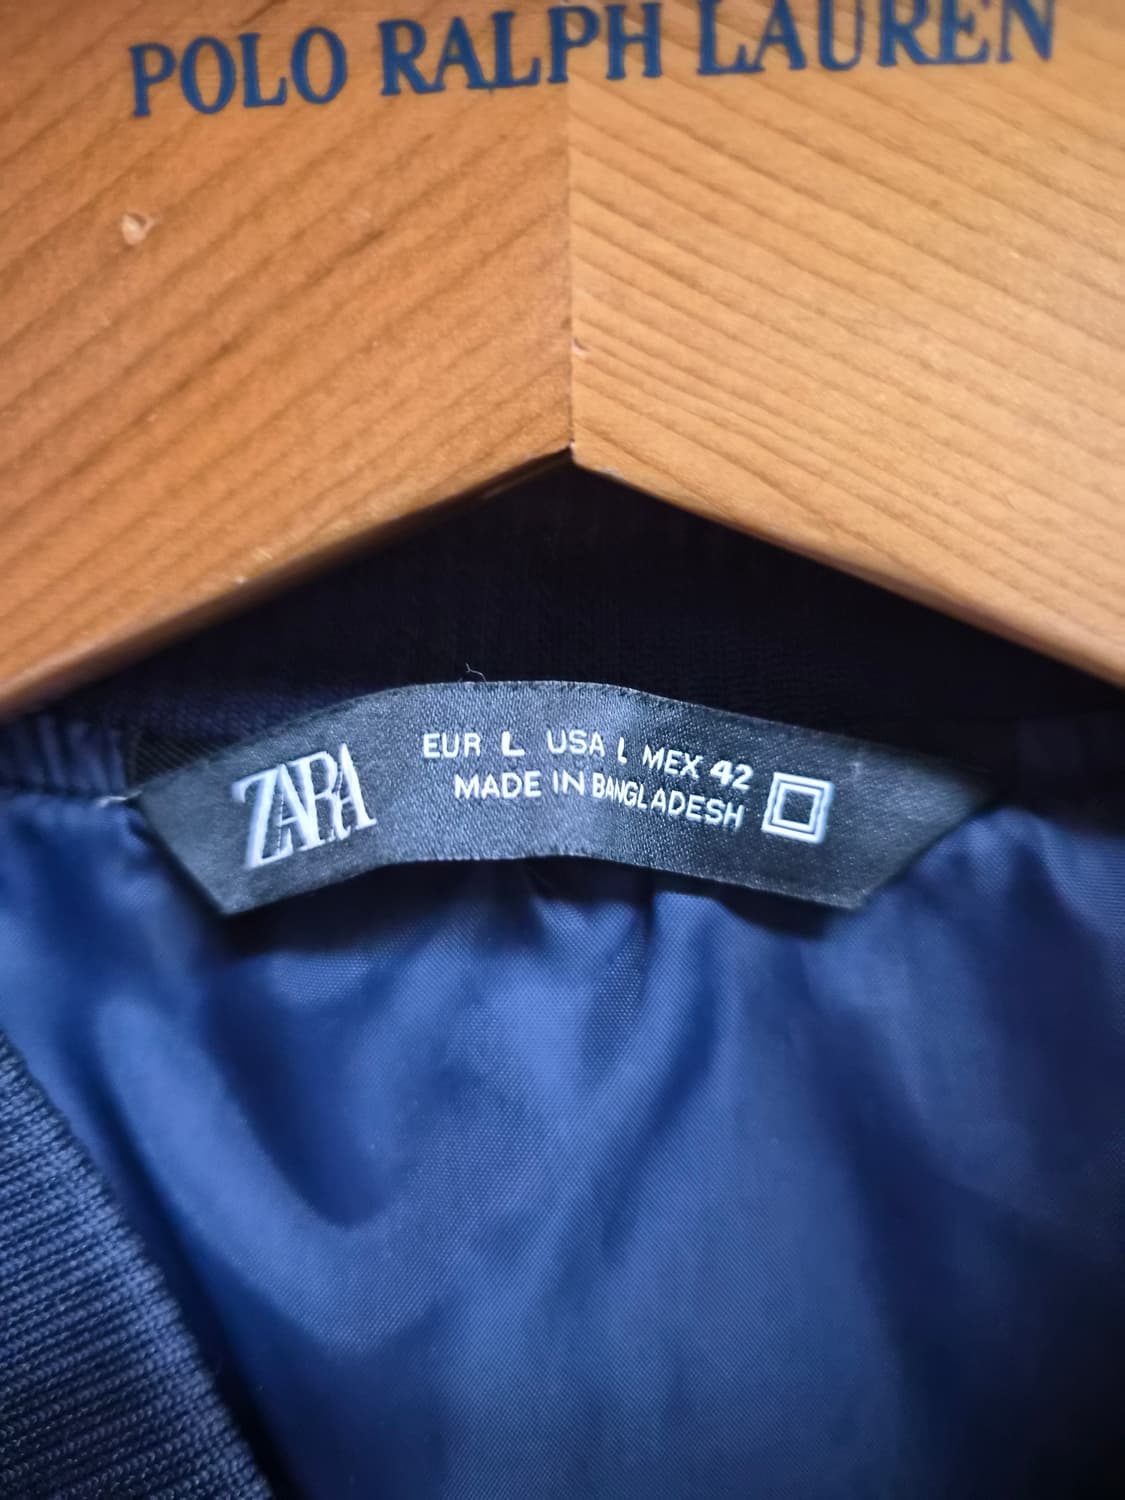 POLO RALPH LAUREN
ZARA
EUR L USA L MEX 42
MADE IN BANGLADESH